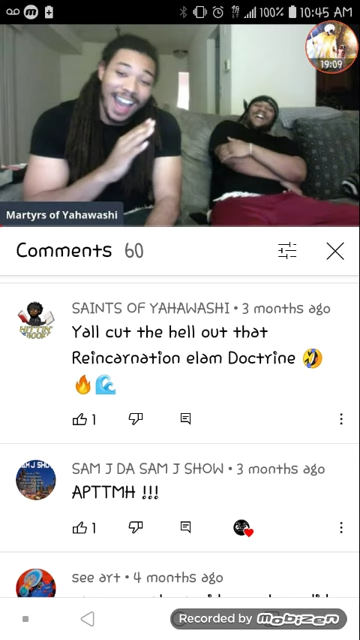 100% 10:45 AM
19:09
Martyrs of Yahawashi
Comments 60
SAINTS OF YAHAWASHI • 3 months ago
Yall cut the hell out that
Reincarnation elam Doctrine 🤣
🔥🌊
1
SAM J DA SAM J SHOW • 3 months ago
APTTMH !!!
1
see art • 4 months ago
Recorded by MOBIZEN